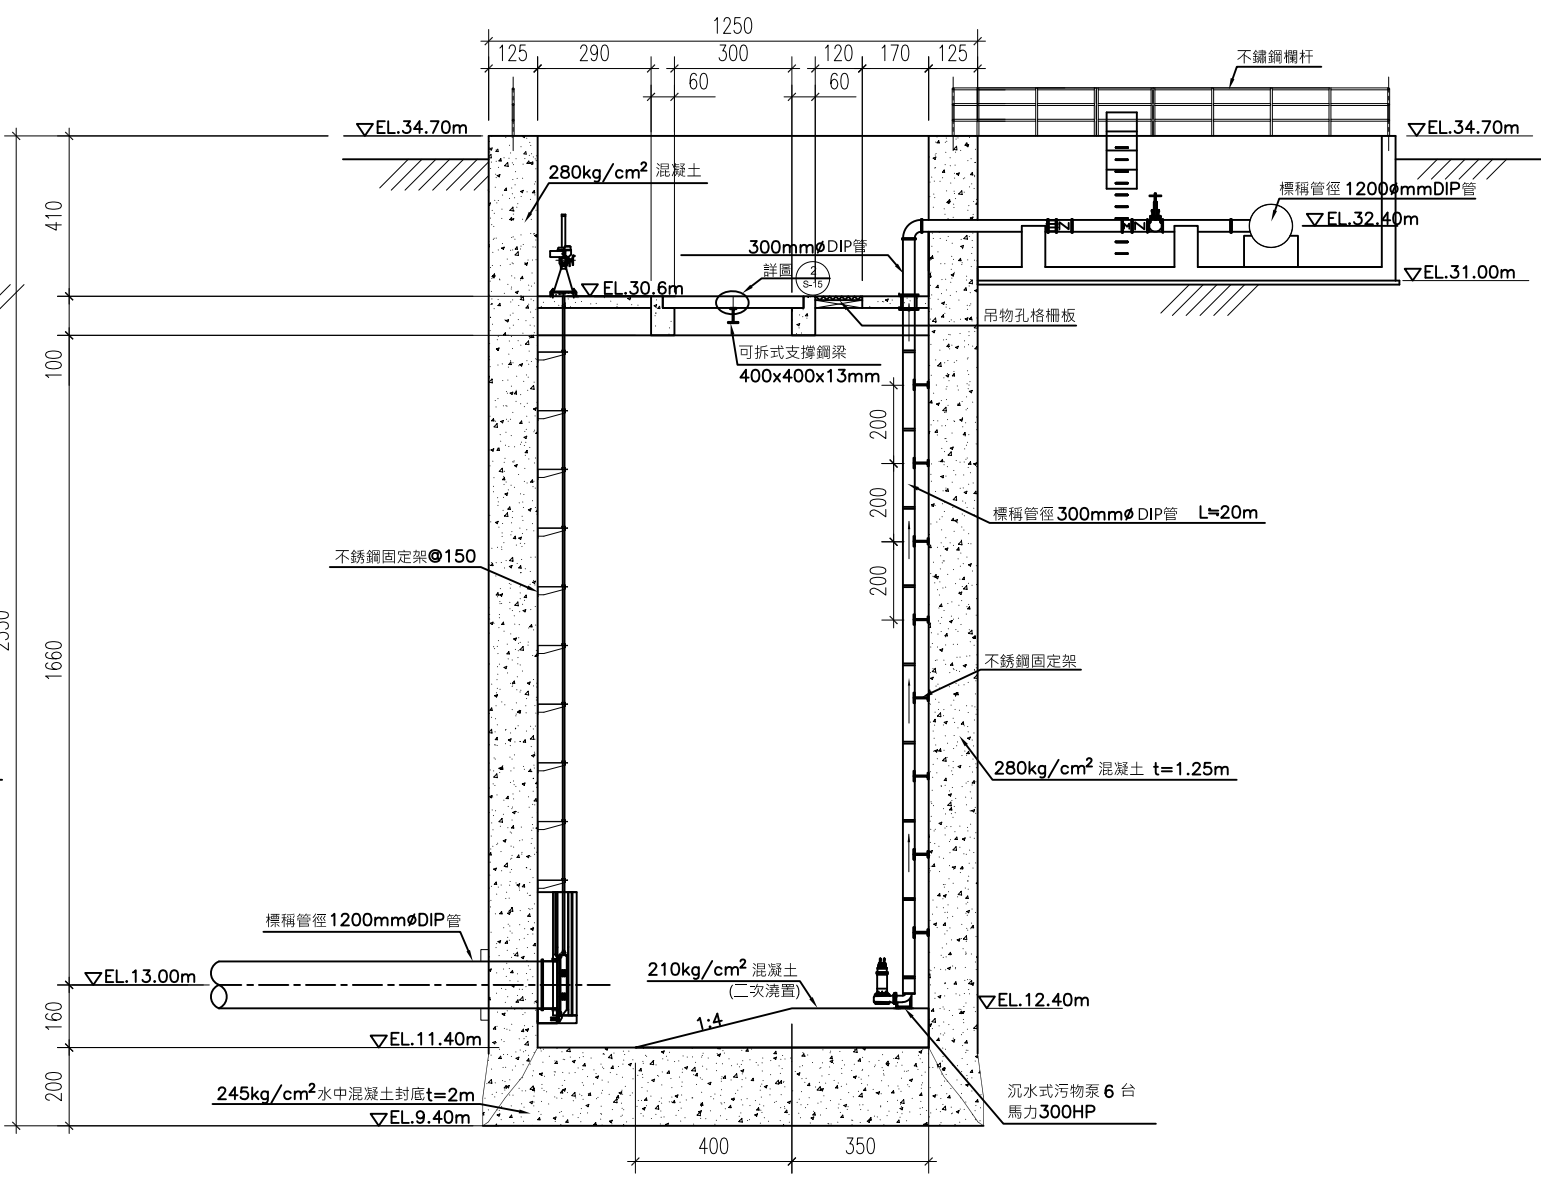 1250
125 290 300 120 170 125
60 60
不鏽鋼欄杆
EL.34.70m
EL.34.70m
280kg/cm² 混凝土
標稱管徑 1200ømmDIP管
EL.32.40m
410
300mmø DIP管
詳圖 2
S-15
EL.30.6m
EL.31.00m
吊物孔格柵板
可拆式支撐鋼梁
400x400x13mm
100
200
200
標稱管徑 300mmø DIP管 L≒20m
不銹鋼固定架@150
200
1660
不銹鋼固定架
280kg/cm² 混凝土 t=1.25m
標稱管徑 1200mmøDIP管
EL.13.00m
210kg/cm² 混凝土
(二次澆置)
EL.12.40m
160
1:4
EL.11.40m
200
245kg/cm² 水中混凝土封底t=2m
沉水式污物泵 6 台
馬力300HP
EL.9.40m
400 350